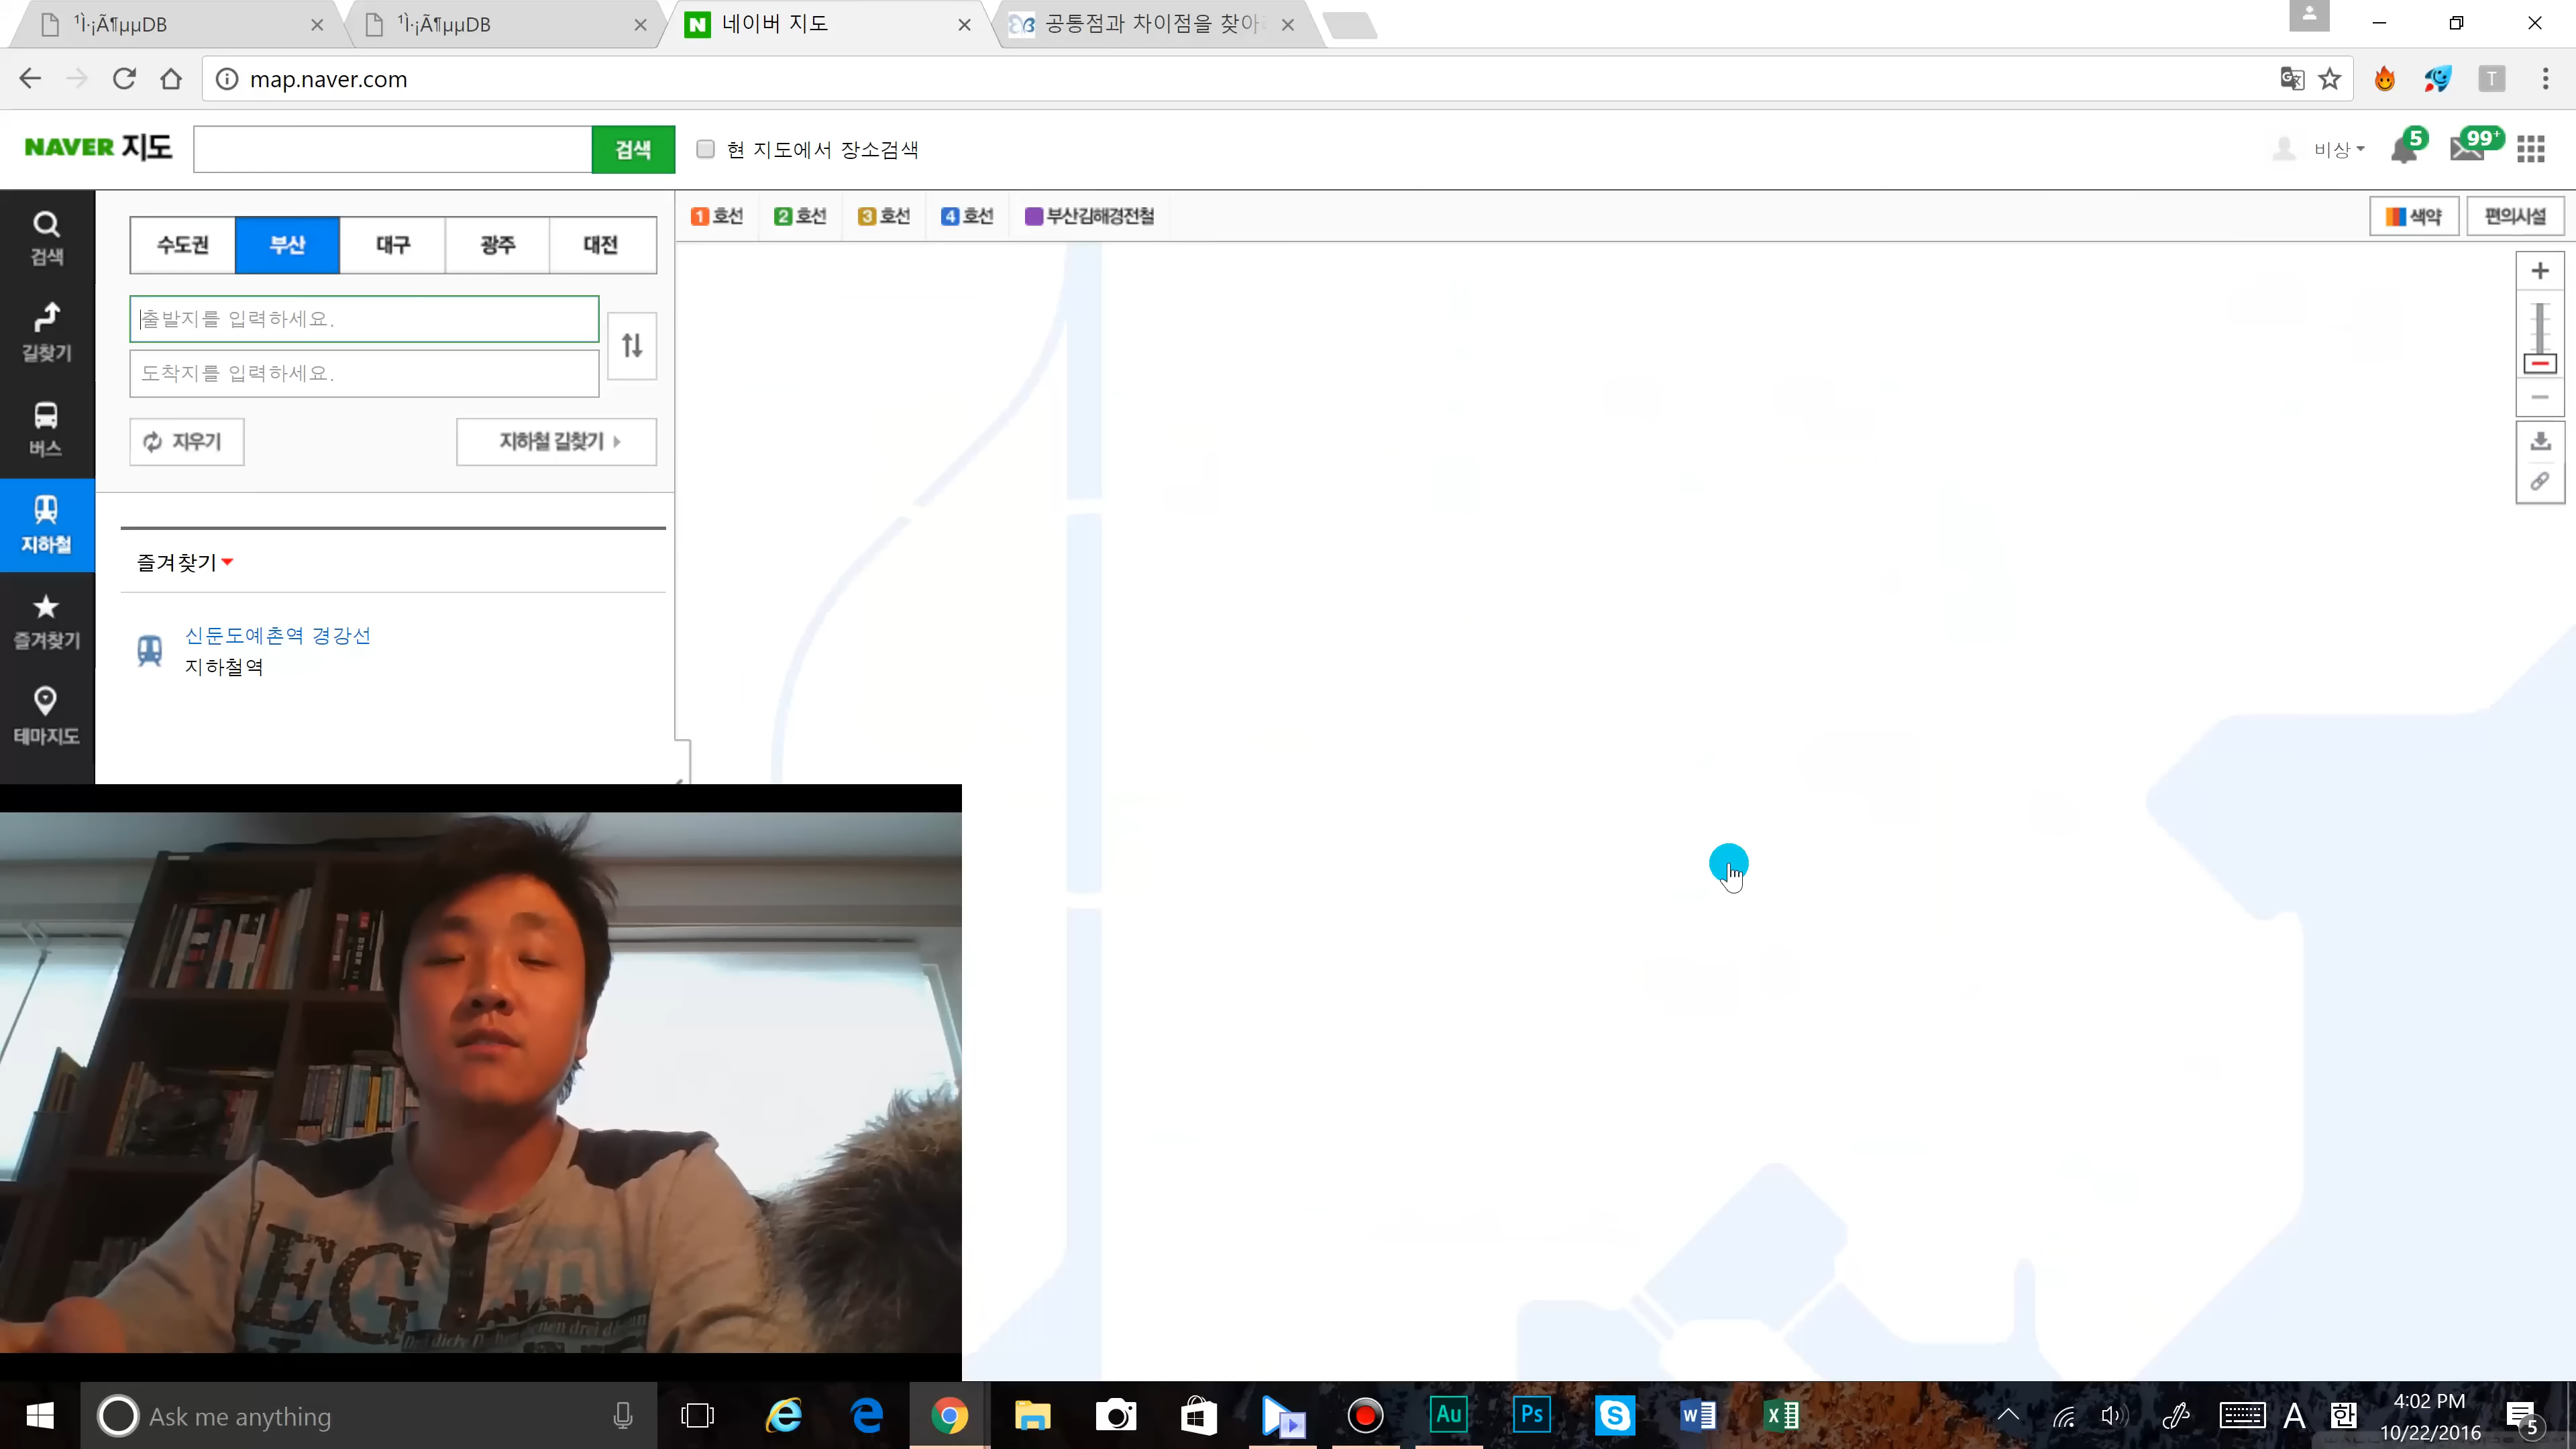 ¹Ì·¡Ã¶µµDB
¹Ì·¡Ã¶µµDB
네이버 지도
공통점과 차이점을 찾아
map.naver.com
NAVER 지도
검색
현 지도에서 장소검색
비상
5
99+
검색
길찾기
버스
지하철
즐겨찾기
테마지도
수도권
부산
대구
광주
대전
출발지를 입력하세요.
도착지를 입력하세요.
지우기
지하철 길찾기
즐겨찾기
신둔도예촌역 경강선
지하철역
1 호선
2 호선
3 호선
4 호선
부산김해경전철
색약
편의시설
EGI
Ask me anything
Au
Ps
A
한
4:02 PM
10/22/2016
5